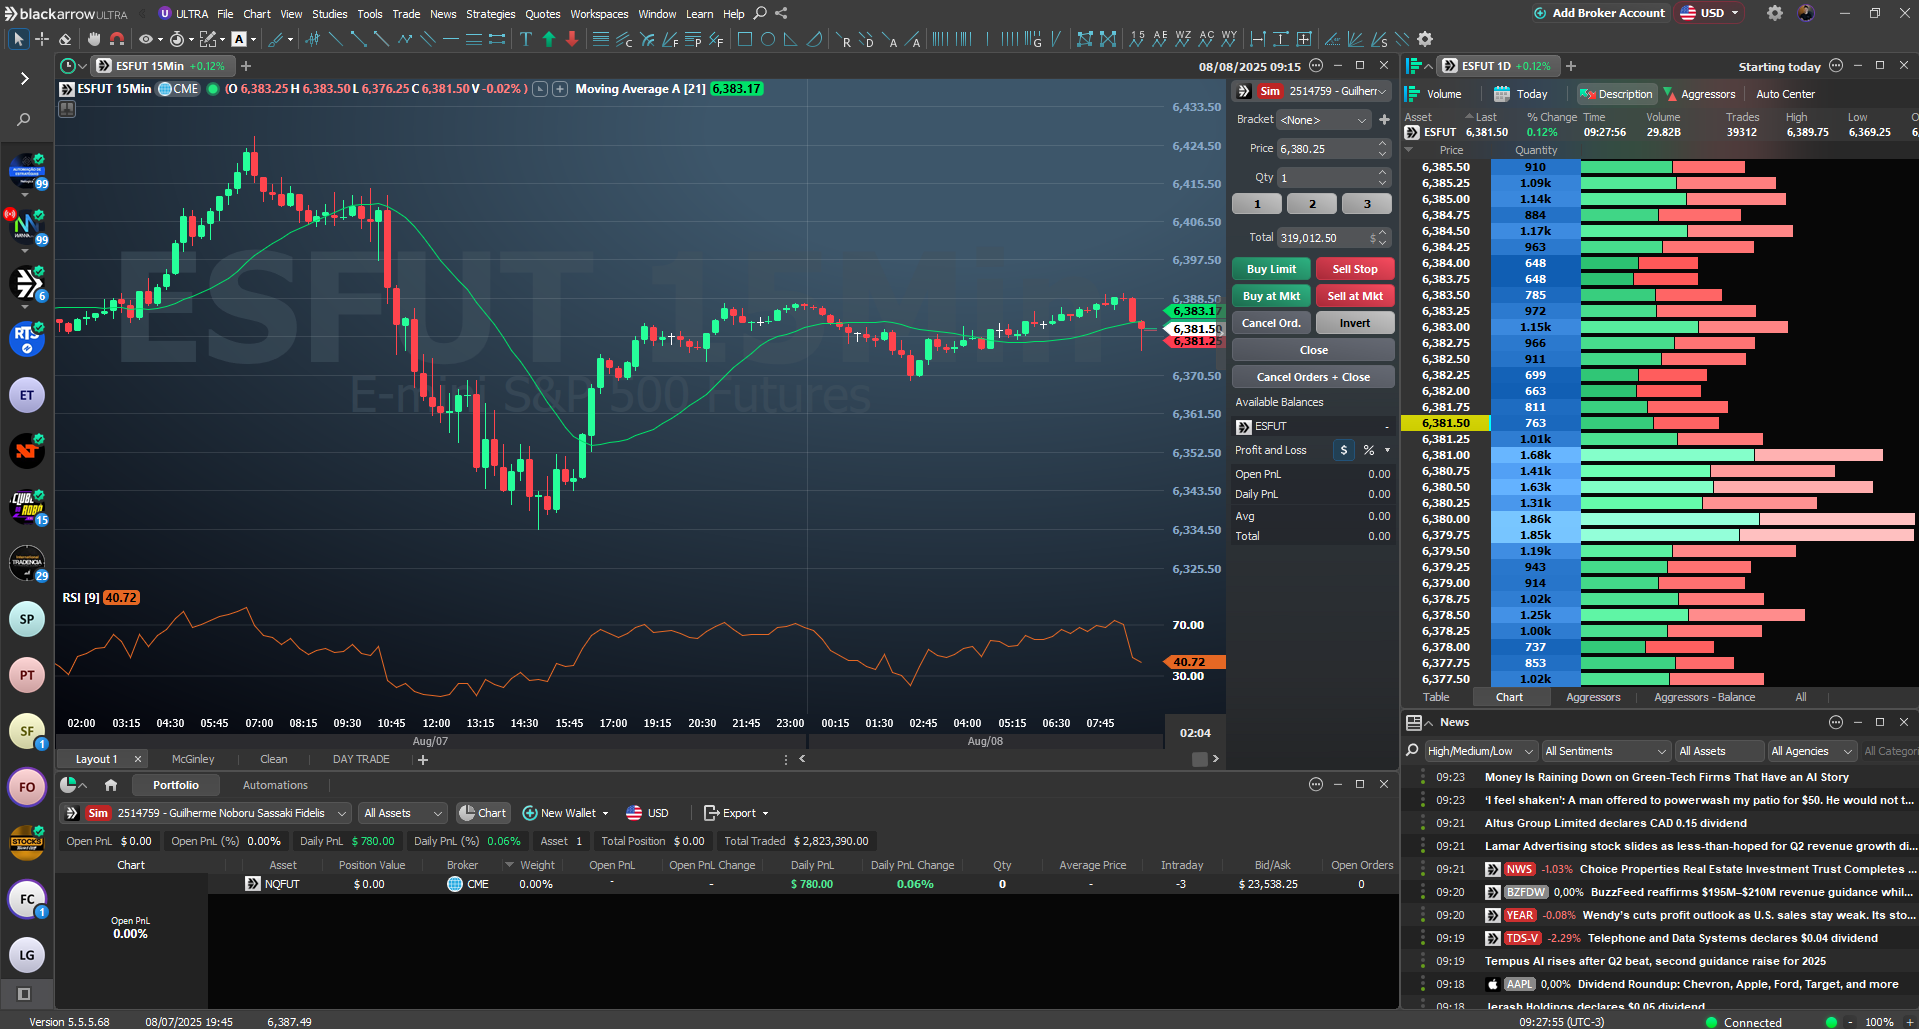 blackarrow ULTRA
ULTRA File Chart View Studies Tools Trade News Strategies Quotes Workspaces Window Learn Help
Add Broker Account USD
ESFUT 15Min +0.12%
08/08/2025 09:15
ESFUT 15Min CME (O 6,383.25 H 6,383.50 L 6,376.25 C 6,381.50 V -0.02% ) Moving Average A [21] 6,383.17
ESFUT 15Min
E-mini S&P 500 Futures
6,433.50
6,424.50
6,415.50
6,406.50
6,397.50
6,388.50
6,383.17
6,381.50
6,381.25
6,370.50
6,361.50
6,352.50
6,343.50
6,334.50
6,325.50
RSI [9] 40.72
70.00
40.72
30.00
02:00 03:15 04:30 05:45 07:00 08:15 09:30 10:45 12:00 13:15 14:30 15:45 16:45 18:00 19:15 20:30 21:45 23:00 00:15 01:30 02:45 04:00 05:15 06:30 07:45
02:04
Aug/07 Aug/08
Layout 1 McGinley Clean DAY TRADE
Sim 2514759 - Guilherr
Bracket <None>
Price 6,380.25
Qty 1
1 2 3
Total 319,012.50 $
Buy Limit Sell Stop
Buy at Mkt Sell at Mkt
Cancel Ord. Invert
Close
Cancel Orders + Close
Available Balances
ESFUT -
Profit and Loss $ %
Open PnL 0.00
Daily PnL 0.00
Avg 0.00
Total 0.00
ESFUT 1D +0.12%
Starting today
Volume Today Description Aggressors Auto Center
Asset Last % Change Time Volume Trades High Low
ESFUT 6,381.50 0.12% 09:27:56 29.82B 39312 6,389.75 6,369.25 6,
Price Quantity
6,385.50 910
6,385.25 1.09k
6,385.00 1.14k
6,384.75 884
6,384.50 1.17k
6,384.25 963
6,384.00 648
6,383.75 648
6,383.50 785
6,383.25 972
6,383.00 1.15k
6,382.75 966
6,382.50 911
6,382.25 699
6,382.00 663
6,381.75 811
6,381.50 763
6,381.25 1.01k
6,381.00 1.68k
6,380.75 1.41k
6,380.50 1.63k
6,380.25 1.31k
6,380.00 1.86k
6,379.75 1.85k
6,379.50 1.19k
6,379.25 943
6,379.00 914
6,378.75 1.02k
6,378.50 1.25k
6,378.25 1.00k
6,378.00 737
6,377.75 853
6,377.50 1.02k
Table Chart Aggressors Aggressors - Balance All
News
High/Medium/Low All Sentiments All Assets All Agencies All Categori
09:23 Money Is Raining Down on Green-Tech Firms That Have an AI Story
09:23 'I feel shaken': A man offered to powerwash my patio for $50. He would not t...
09:21 Altus Group Limited declares CAD 0.15 dividend
09:21 Lamar Advertising stock slides as less-than-hoped for Q2 revenue growth di...
09:21 NWS -1.03% Choice Properties Real Estate Investment Trust Completes ...
09:20 BZFDW 0,00% BuzzFeed reaffirms $195M–$210M revenue guidance whil...
09:20 YEAR -0.08% Wendy's cuts profit outlook as U.S. sales stay weak. Its sto...
09:19 TDS-V -2.29% Telephone and Data Systems declares $0.04 dividend
09:19 Tempus AI rises after Q2 beat, second guidance raise for 2025
09:18 AAPL 0,00% Dividend Roundup: Chevron, Apple, Ford, Target, and more
09:18 Jerash Holdings declares $0.05 dividend
Portfolio Automations
Sim 2514759 - Guilherme Noboru Sassaki Fidelis All Assets Chart New Wallet USD Export
Open PnL $ 0.00 Open PnL (%) 0.00% Daily PnL $ 780.00 Daily PnL (%) 0.06% Asset 1 Total Position $ 0.00 Total Traded $ 2,823,390.00
Chart Asset Position Value Broker Weight Open PnL Open PnL Change Daily PnL Daily PnL Change Qty Average Price Intraday Bid/Ask Open Orders
NQFUT $ 0.00 CME 0.00% - - $ 780.00 0.06% 0 - -3 $ 23,538.25 0
Open PnL
0.00%
99
99
6
RTS
ET
15
29
SP
PT
SF 1
FO
STOCKS
FC 1
LG
Version 5.5.5.68 08/07/2025 19:45 6,387.49
09:27:55 (UTC-3) Connected - 100% +